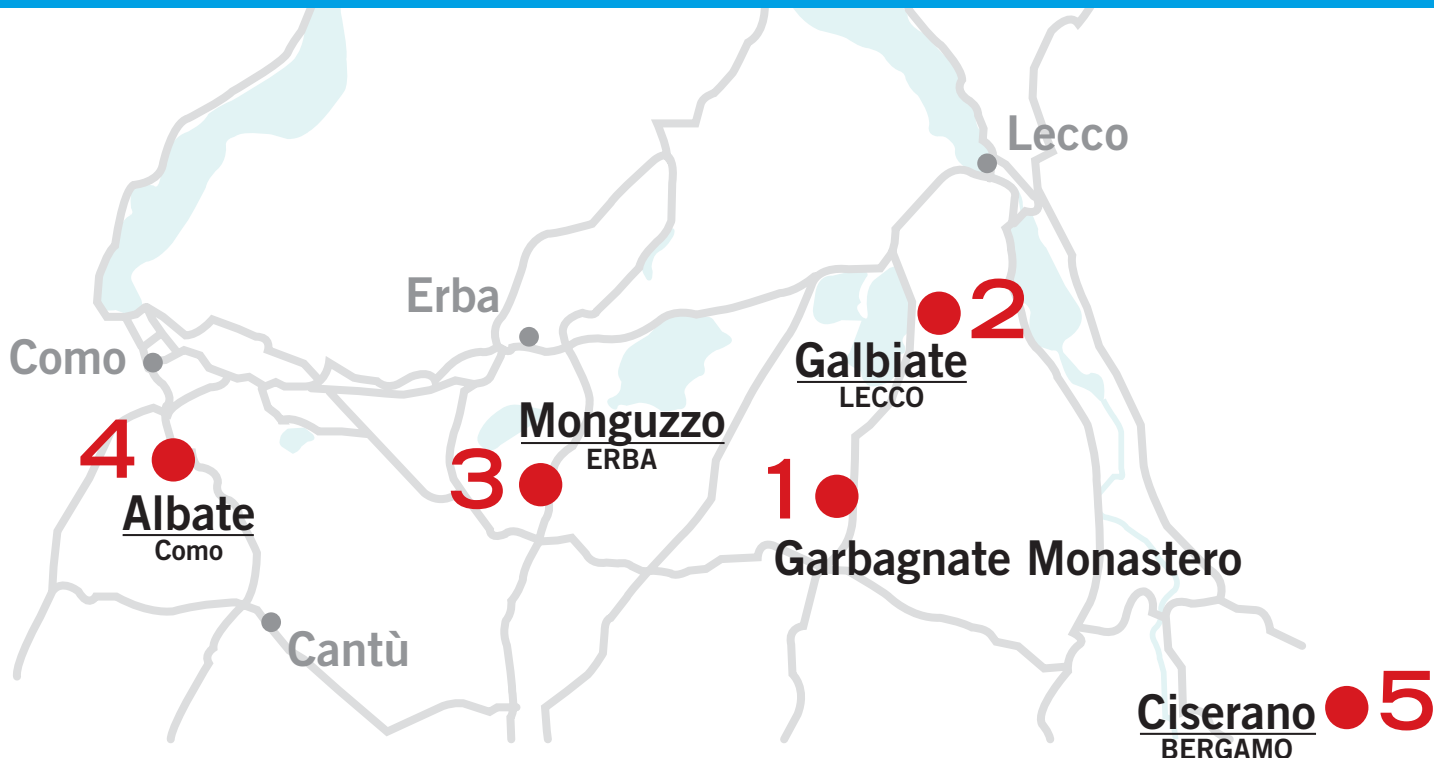 Lecco
Erba
2
Como
Galbiate
LECCO
Monguzzo
ERBA
4
3
1
Albate
Como
Garbagnate Monastero
Cantù
5
Ciserano
BERGAMO